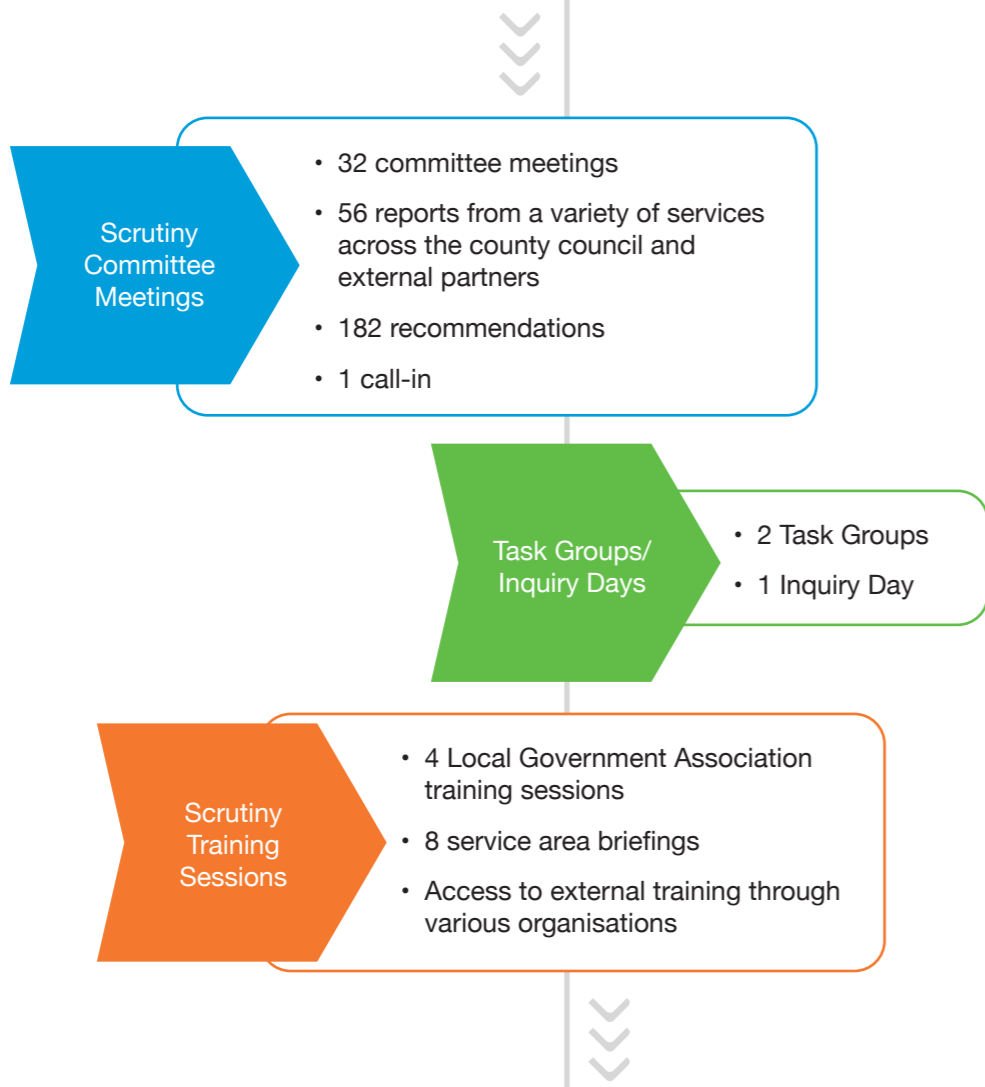 Scrutiny
Committee
Meetings
• 32 committee meetings
• 56 reports from a variety of services
across the county council and
external partners
• 182 recommendations
• 1 call-in
Task Groups/
Inquiry Days
• 2 Task Groups
• 1 Inquiry Day
Scrutiny
Training
Sessions
• 4 Local Government Association
training sessions
• 8 service area briefings
• Access to external training through
various organisations